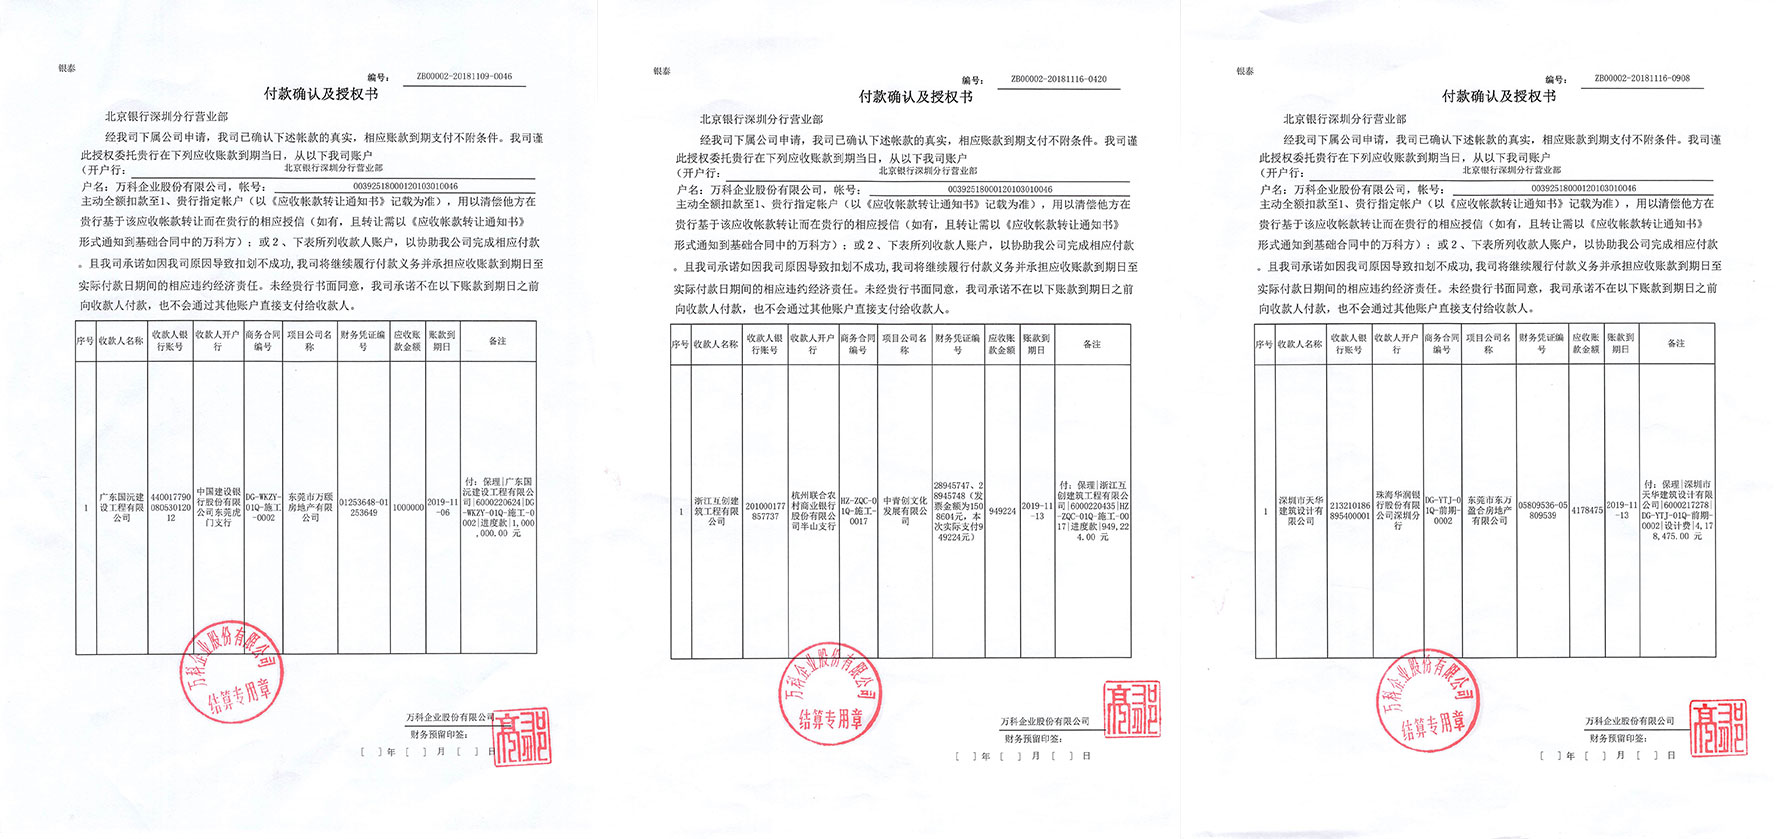 银泰
编号：
ZB00002-20181109-0046
付款确认及授权书
北京银行深圳分行营业部
经我司下属公司申请，我司已确认下述帐款的真实，相应账款到期支付不附条件。我司谨
此授权委托贵行在下列应收账款到期当日，从以下我司账户
（开户行：
北京银行深圳分行营业部
户名：万科企业股份有限公司，帐号：
00392518000120103010046
主动全额扣款至1、贵行指定帐户（以《应收帐款转让通知书》记载为准），用以清偿他方在
贵行基于该应收帐款转让而在贵行的相应授信（如有，且转让需以《应收帐款转让通知书》
形式通知到基础合同中的万科方）；或２、下表所列收款人账户，以协助我公司完成相应付款
。且我司承诺如因我司原因导致扣划不成功,我司将继续履行付款义务并承担应收账款到期日至
实际付款日期间的相应违约经济责任。未经贵行书面同意，我司承诺不在以下账款到期日之前
向收款人付款，也不会通过其他账户直接支付给收款人。
序号 收款人名称 收款人银行账号 收款人开户行 商务合同编号 项目公司名称 财务凭证编号 应收账款金额 账款到期日 备注
1 广东国沅建设工程有限公司 44001779008053012012 中国建设银行股份有限公司东莞虎门支行 DG-WKZY-01Q-施工-0002 东莞市万颐房地产有限公司 01253648-01253649 1000000 2019-11-06 付：保理|广东国沅建设工程有限公司|6000220624|DG-WKZY-01Q-施工-0002|进度款|1,000,000.00 元
万科企业股份有限公司
结算专用章
万科企业股份有限公司
财务预留印签：
[ ]年 [ ]月 [ ]日
银泰
编号：
ZB00002-20181116-0420
付款确认及授权书
北京银行深圳分行营业部
经我司下属公司申请，我司已确认下述帐款的真实，相应账款到期支付不附条件。我司谨
此授权委托贵行在下列应收账款到期当日，从以下我司账户
（开户行：
北京银行深圳分行营业部
户名：万科企业股份有限公司，帐号：
00392518000120103010046
主动全额扣款至1、贵行指定帐户（以《应收帐款转让通知书》记载为准），用以清偿他方在
贵行基于该应收帐款转让而在贵行的相应授信（如有，且转让需以《应收帐款转让通知书》
形式通知到基础合同中的万科方）；或２、下表所列收款人账户，以协助我公司完成相应付款
。且我司承诺如因我司原因导致扣划不成功,我司将继续履行付款义务并承担应收账款到期日至
实际付款日期间的相应违约经济责任。未经贵行书面同意，我司承诺不在以下账款到期日之前
向收款人付款，也不会通过其他账户直接支付给收款人。
序号 收款人名称 收款人银行账号 收款人开户行 商务合同编号 项目公司名称 财务凭证编号 应收账款金额 账款到期日 备注
1 浙江互创建筑工程有限公司 201000177857737 杭州联合农村商业银行股份有限公司半山支行 HZ-ZQC-01Q-施工-0017 中青创文化发展有限公司 28945747、28945748（发票金额为1508604元，本次实际支付949224元） 949224 2019-11-13 付：保理|浙江互创建筑工程有限公司|6000220435|HZ-ZQC-01Q-施工-0017|进度款|949,224.00 元
万科企业股份有限公司
结算专用章
万科企业股份有限公司
财务预留印签：
[ ]年 [ ]月 [ ]日
银泰
编号：
ZB00002-20181116-0908
付款确认及授权书
北京银行深圳分行营业部
经我司下属公司申请，我司已确认下述帐款的真实，相应账款到期支付不附条件。我司谨
此授权委托贵行在下列应收账款到期当日，从以下我司账户
（开户行：
北京银行深圳分行营业部
户名：万科企业股份有限公司，帐号：
00392518000120103010046
主动全额扣款至1、贵行指定帐户（以《应收帐款转让通知书》记载为准），用以清偿他方在
贵行基于该应收帐款转让而在贵行的相应授信（如有，且转让需以《应收帐款转让通知书》
形式通知到基础合同中的万科方）；或２、下表所列收款人账户，以协助我公司完成相应付款
。且我司承诺如因我司原因导致扣划不成功,我司将继续履行付款义务并承担应收账款到期日至
实际付款日期间的相应违约经济责任。未经贵行书面同意，我司承诺不在以下账款到期日之前
向收款人付款，也不会通过其他账户直接支付给收款人。
序号 收款人名称 收款人银行账号 收款人开户行 商务合同编号 项目公司名称 财务凭证编号 应收账款金额 账款到期日 备注
1 深圳市天华建筑设计有限公司 213210186895400001 珠海华润银行股份有限公司深圳分行 DG-YTJ-01Q-前期-0002 东莞市东万盈合房地产有限公司 05809536-05809539 4178475 2019-11-13 付：保理|深圳市天华建筑设计有限公司|6000217278|DG-YTJ-01Q-前期-0002|设计费|4,178,475.00 元
万科企业股份有限公司
结算专用章
万科企业股份有限公司
财务预留印签：
[ ]年 [ ]月 [ ]日